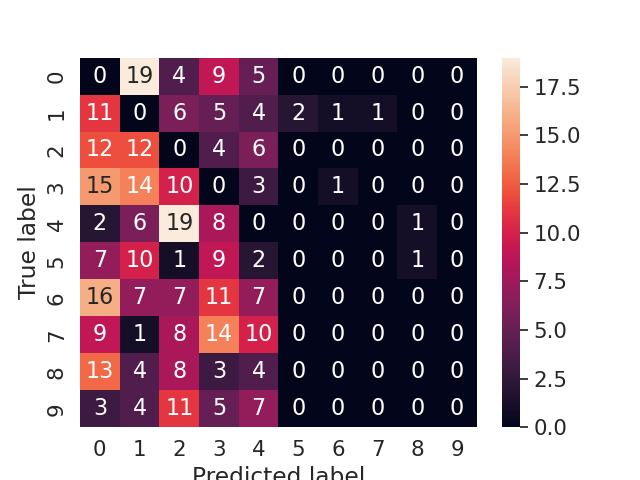 0 0 19 4 9 5 0 0 0 0 0
1 11 0 6 5 4 2 1 1 0 0
2 12 12 0 4 6 0 0 0 0 0
3 15 14 10 0 3 0 1 0 0 0
4 2 6 19 8 0 0 0 0 1 0
5 7 10 1 9 2 0 0 0 1 0
6 16 7 7 11 7 0 0 0 0 0
7 9 1 8 14 10 0 0 0 0 0
8 13 4 8 3 4 0 0 0 0 0
9 3 4 11 5 7 0 0 0 0 0
0 1 2 3 4 5 6 7 8 9
Predicted label
True label
17.5
15.0
12.5
10.0
7.5
5.0
2.5
0.0